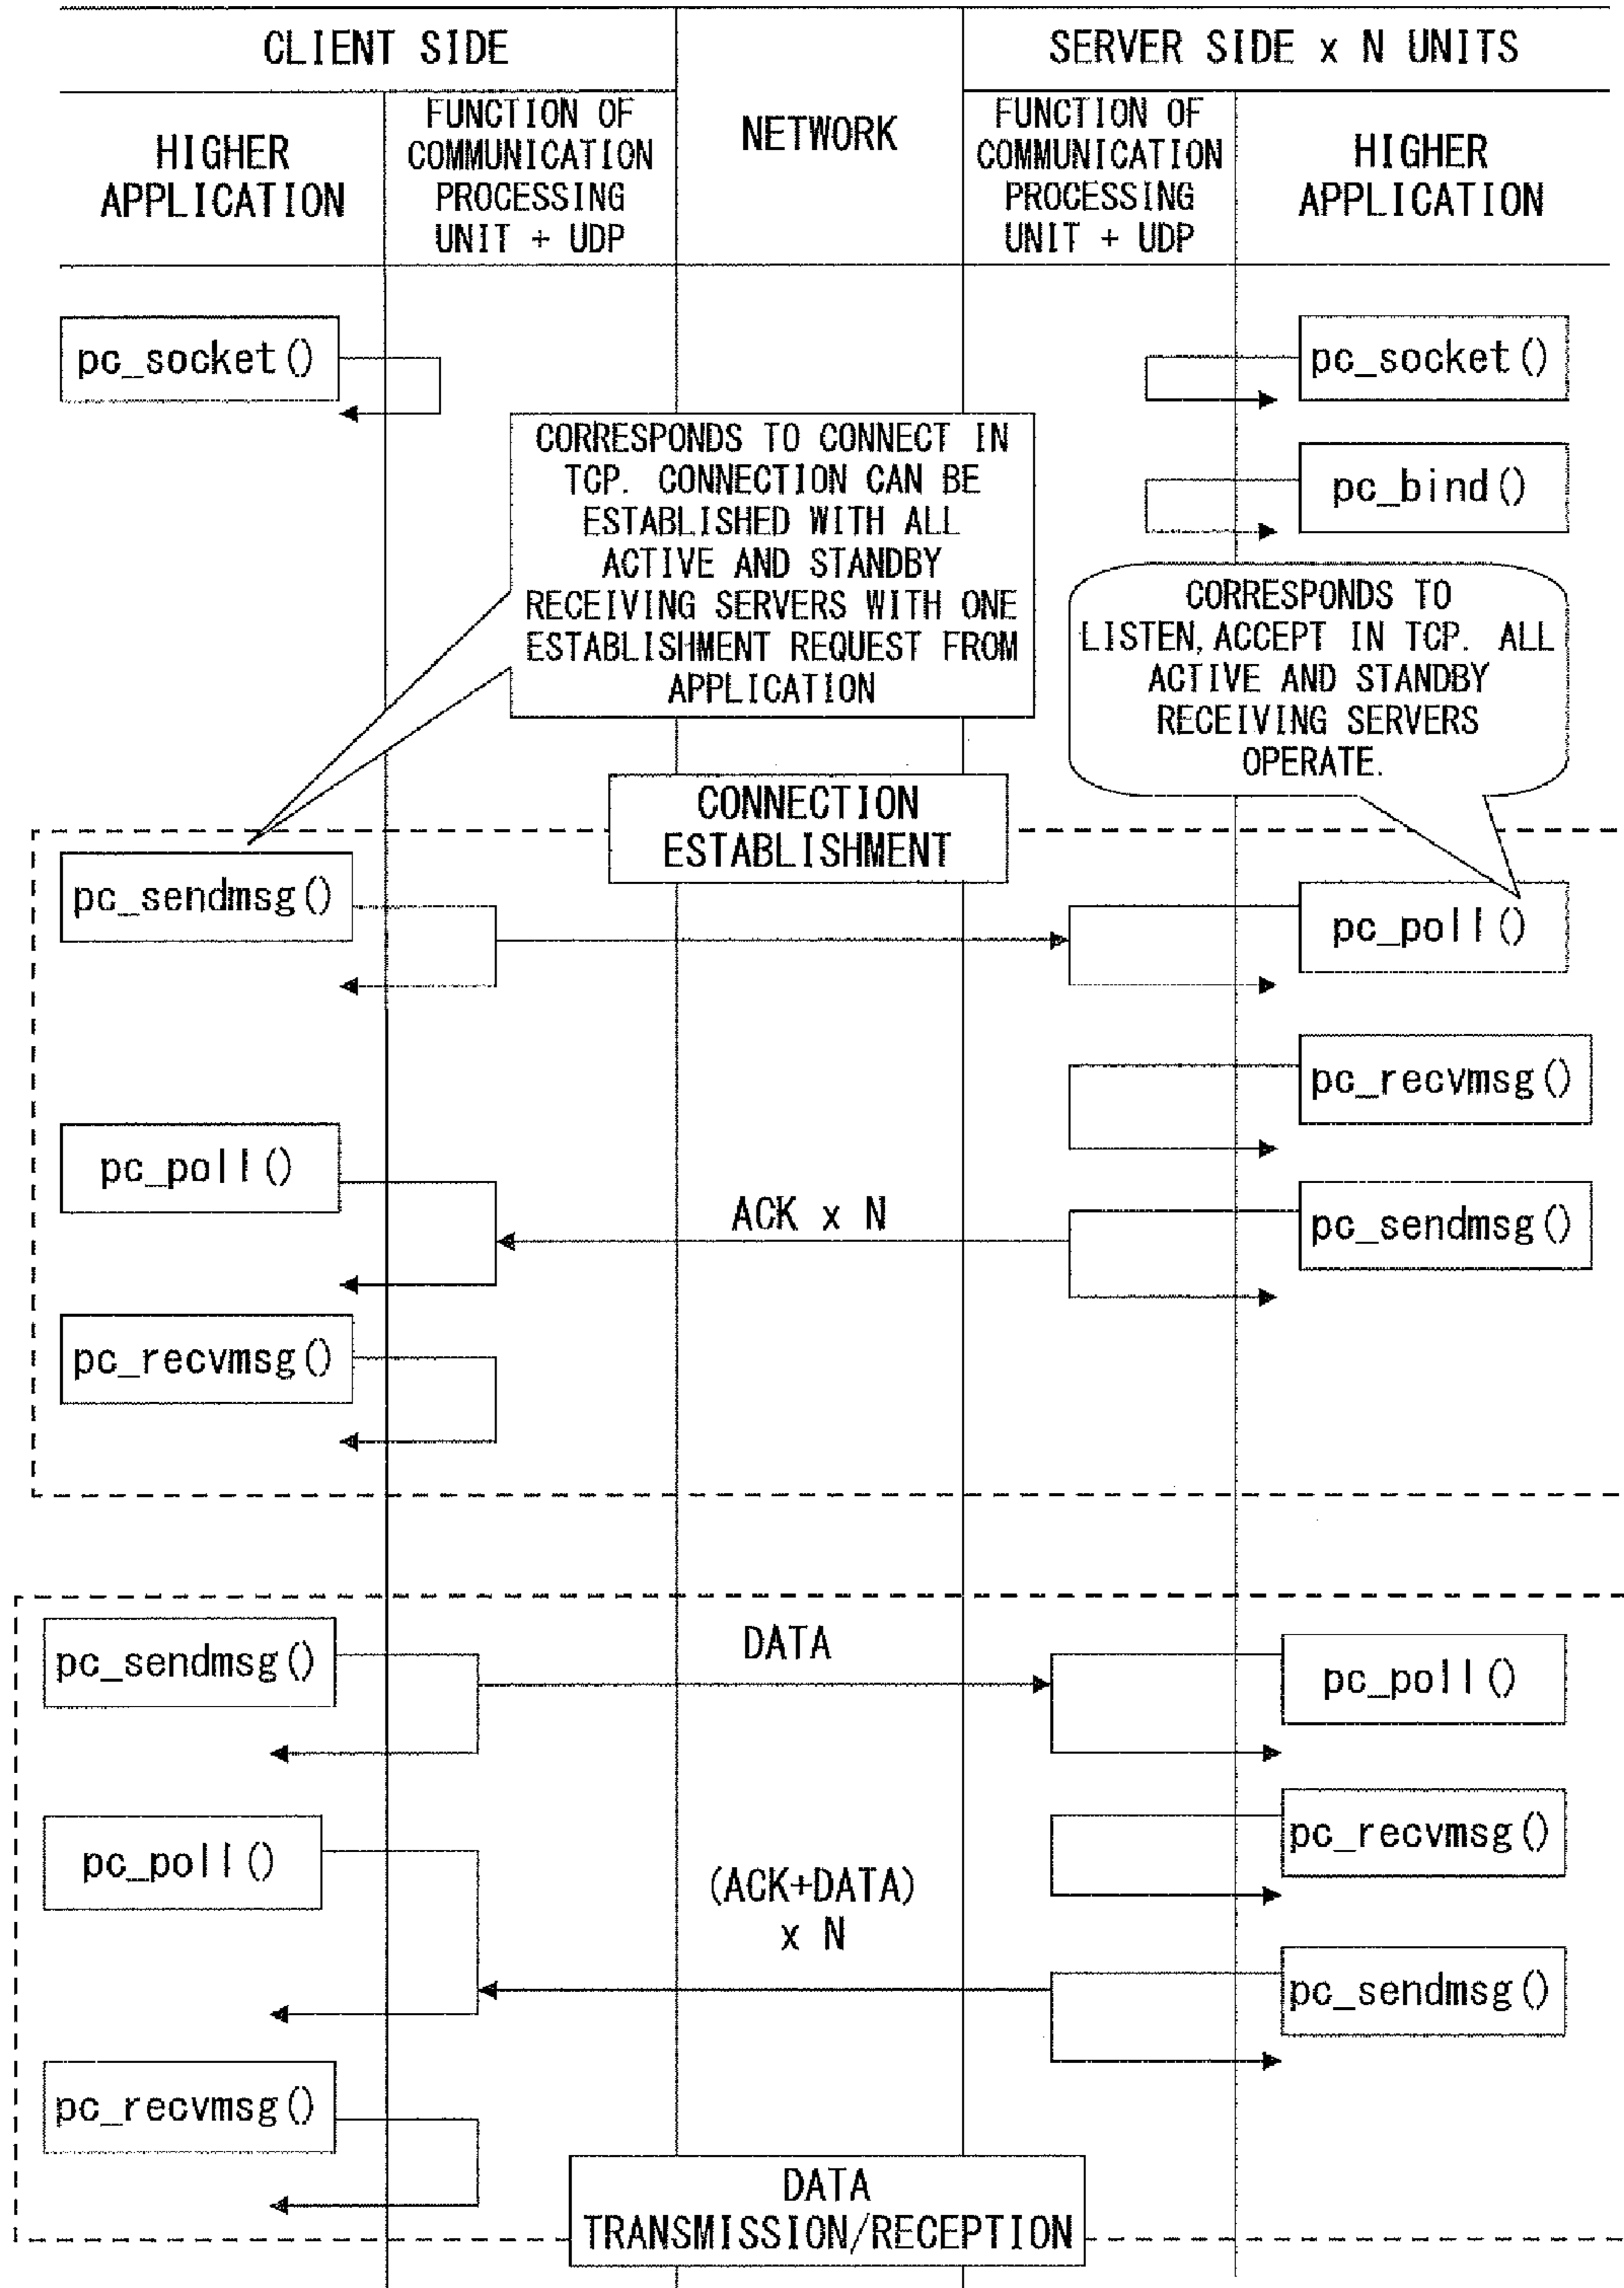 CLIENT SIDE
NETWORK
SERVER SIDE x N UNITS
HIGHER
APPLICATION
FUNCTION OF
COMMUNICATION
PROCESSING
UNIT + UDP
FUNCTION OF
COMMUNICATION
PROCESSING
UNIT + UDP
HIGHER
APPLICATION
pc_socket()
pc_socket()
CORRESPONDS TO CONNECT IN
TCP. CONNECTION CAN BE
ESTABLISHED WITH ALL
ACTIVE AND STANDBY
RECEIVING SERVERS WITH ONE
ESTABLISHMENT REQUEST FROM
APPLICATION
pc_bind()
CORRESPONDS TO
LISTEN, ACCEPT IN TCP. ALL
ACTIVE AND STANDBY
RECEIVING SERVERS
OPERATE.
CONNECTION
ESTABLISHMENT
pc_sendmsg()
pc_poll()
pc_recvmsg()
pc_poll()
ACK x N
pc_sendmsg()
pc_recvmsg()
pc_sendmsg()
DATA
pc_poll()
pc_recvmsg()
pc_poll()
(ACK+DATA)
x N
pc_sendmsg()
pc_recvmsg()
DATA
TRANSMISSION/RECEPTION